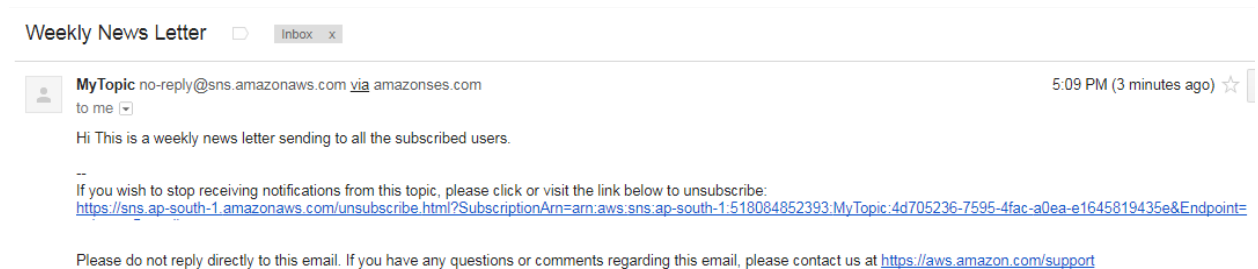 Weekly News Letter Inbox x
MyTopic no-reply@sns.amazonaws.com via amazonses.com 5:09 PM (3 minutes ago)
to me
Hi This is a weekly news letter sending to all the subscribed users.
--
If you wish to stop receiving notifications from this topic, please click or visit the link below to unsubscribe:
https://sns.ap-south-1.amazonaws.com/unsubscribe.html?SubscriptionArn=arn:aws:sns:ap-south-1:518084852393:MyTopic:4d705236-7595-4fac-a0ea-e1645819435e&Endpoint=
Please do not reply directly to this email. If you have any questions or comments regarding this email, please contact us at https://aws.amazon.com/support